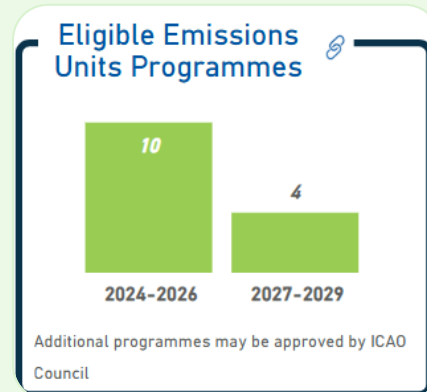 Eligible Emissions
Units Programmes
10
4
2024-2026 2027-2029
Additional programmes may be approved by ICAO
Council